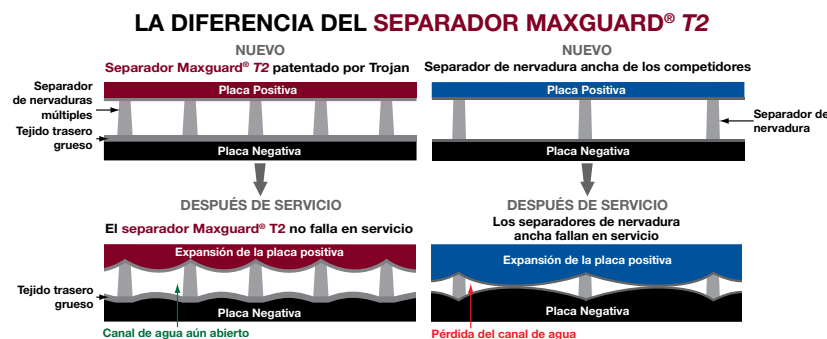 LA DIFERENCIA DEL SEPARADOR MAXGUARD® T2
NUEVO
Separador Maxguard® T2 patentado por Trojan
Placa Positiva
Separador
de nervaduras
múltiples
Tejido trasero
grueso
Placa Negativa
NUEVO
Separador de nervadura ancha de los competidores
Placa Positiva
Separador de
nervadura
Placa Negativa
DESPUÉS DE SERVICIO
El separador Maxguard® T2 no falla en servicio
Expansión de la placa positiva
Tejido trasero
grueso
Placa Negativa
Canal de agua aún abierto
DESPUÉS DE SERVICIO
Los separadores de nervadura
ancha fallan en servicio
Expansión de la placa positiva
Placa Negativa
Pérdida del canal de agua